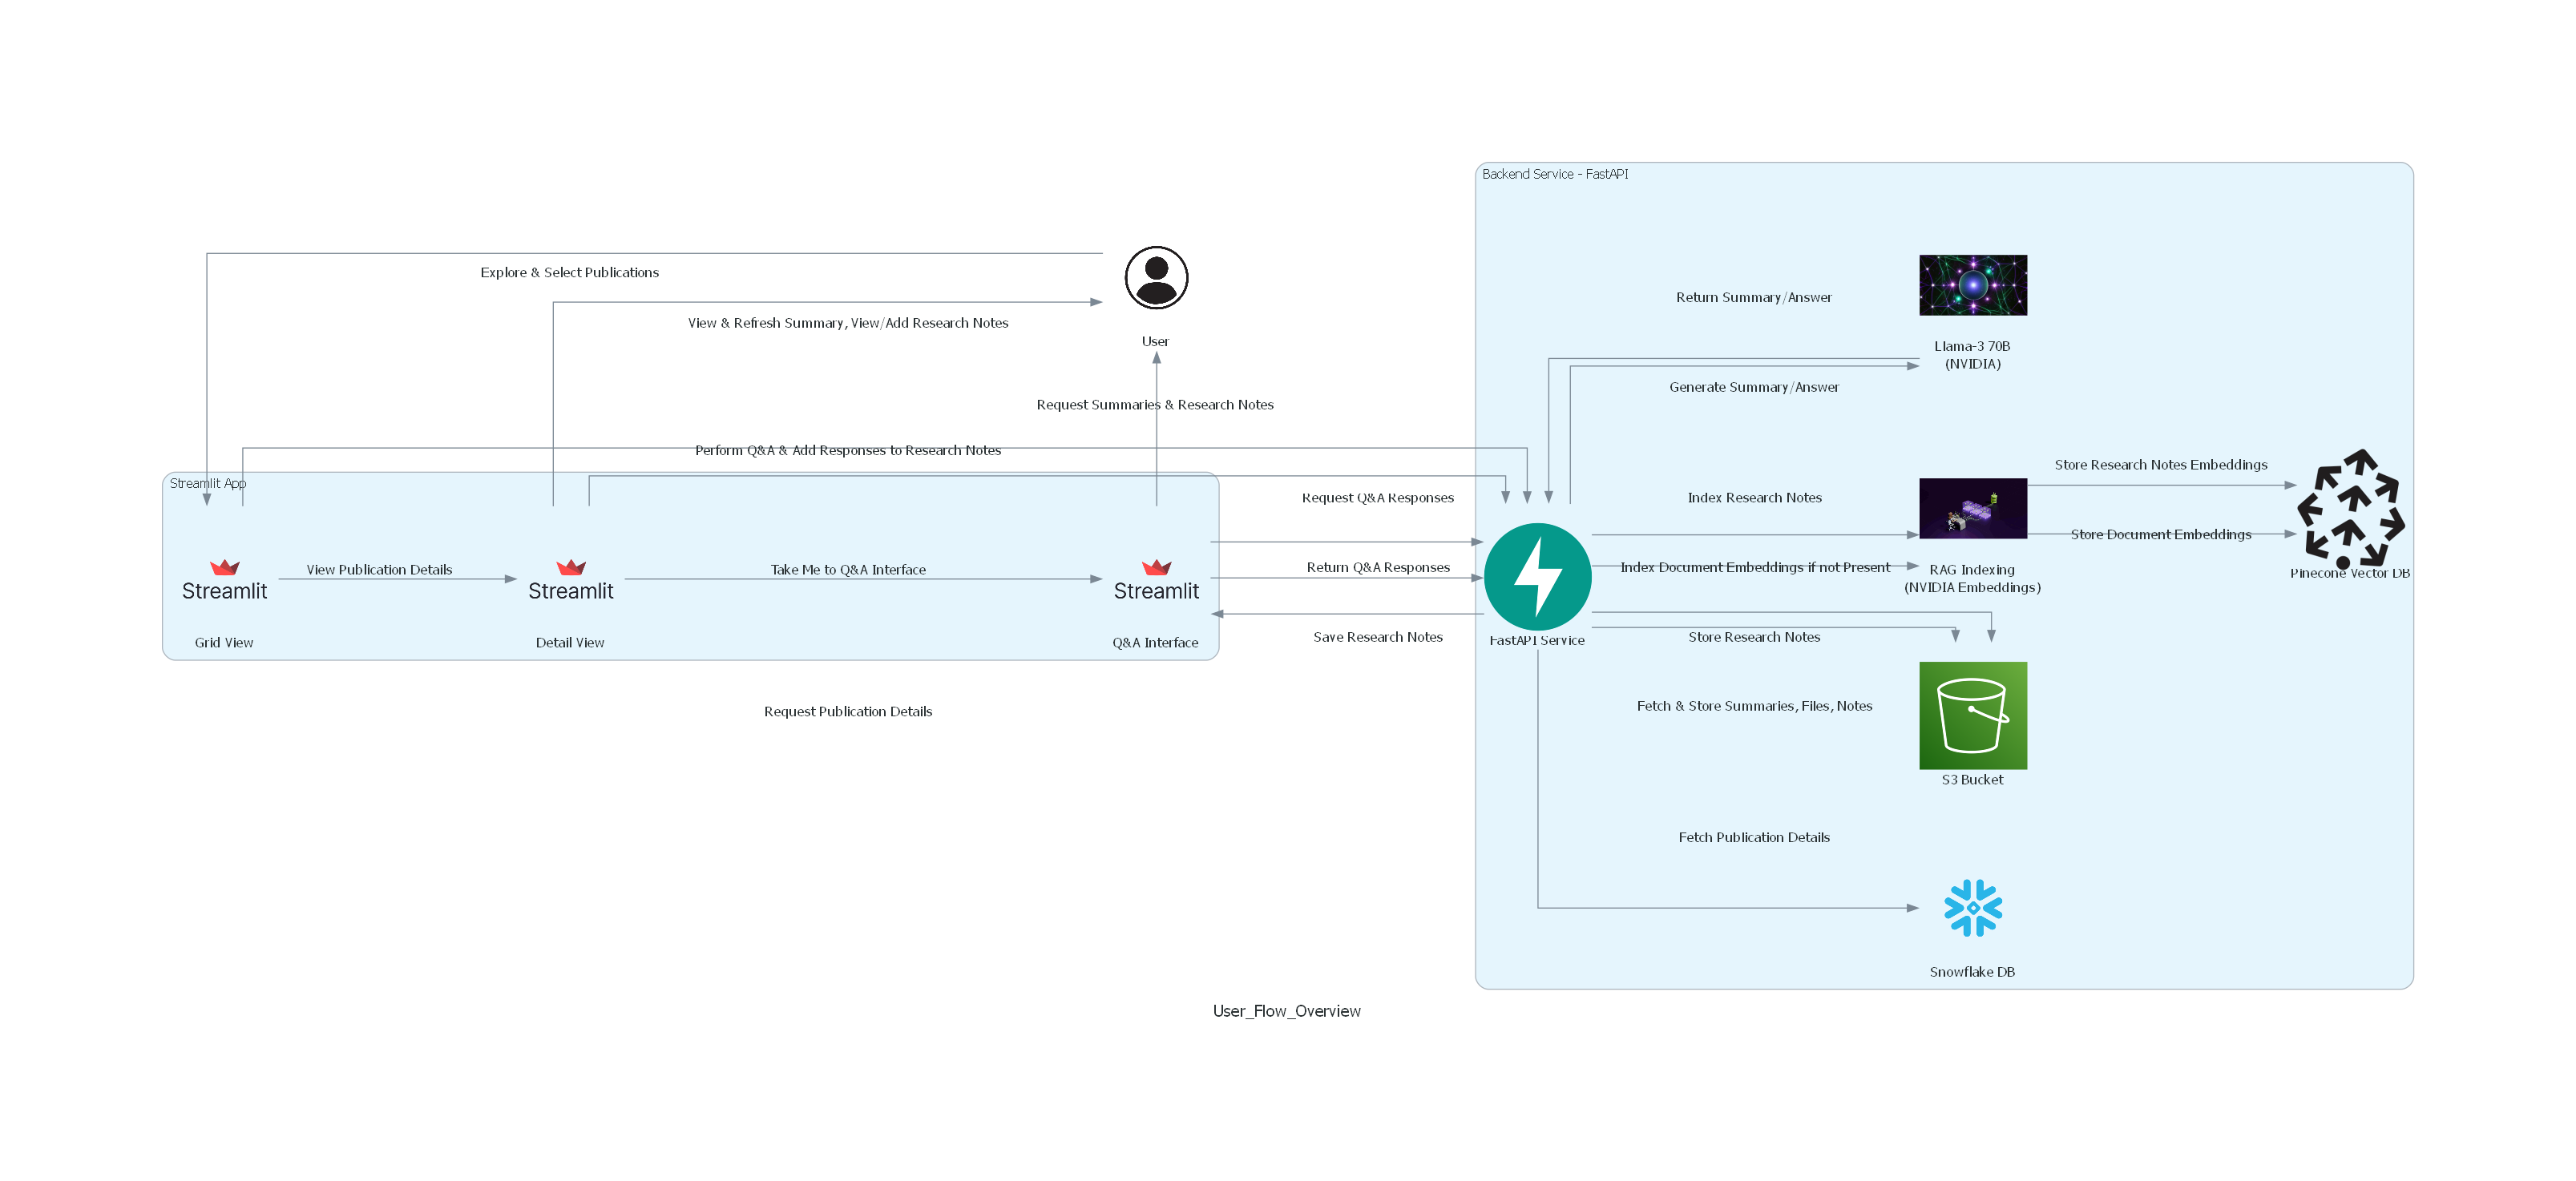 Backend Service - FastAPI
Explore & Select Publications
View & Refresh Summary, View/Add Research Notes
User
Request Summaries & Research Notes
Perform Q&A & Add Responses to Research Notes
Streamlit App
Streamlit
Grid View
View Publication Details
Streamlit
Detail View
Take Me to Q&A Interface
Streamlit
Q&A Interface
Request Publication Details
Request Q&A Responses
Return Q&A Responses
Save Research Notes
FastAPI Service
Return Summary/Answer
Generate Summary/Answer
Llama-3 70B
(NVIDIA)
Index Research Notes
Index Document Embeddings if not Present
RAG Indexing
(NVIDIA Embeddings)
Store Research Notes Embeddings
Store Document Embeddings
Pinecone Vector DB
Store Research Notes
Fetch & Store Summaries, Files, Notes
S3 Bucket
Fetch Publication Details
Snowflake DB
User_Flow_Overview